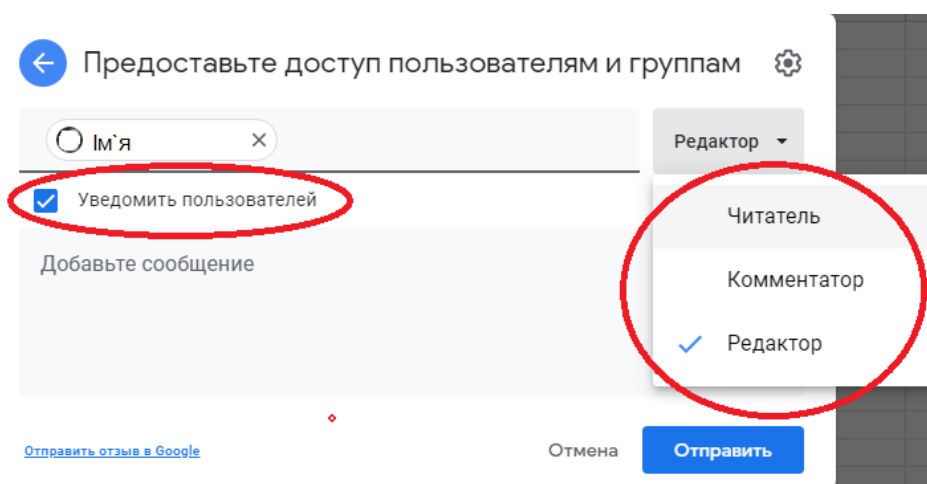 Предоставьте доступ пользователям и группам
Ім`я
Редактор
Уведомить пользователей
Читатель
Добавьте сообщение
Комментатор
Редактор
Отправить отзыв в Google
Отмена
Отправить